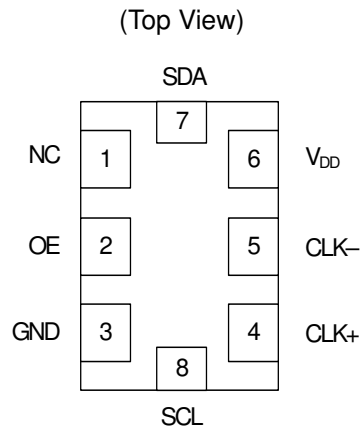 (Top View)
SDA
7
NC 1 6 VDD
OE 2 5 CLK–
GND 3 4 CLK+
8
SCL